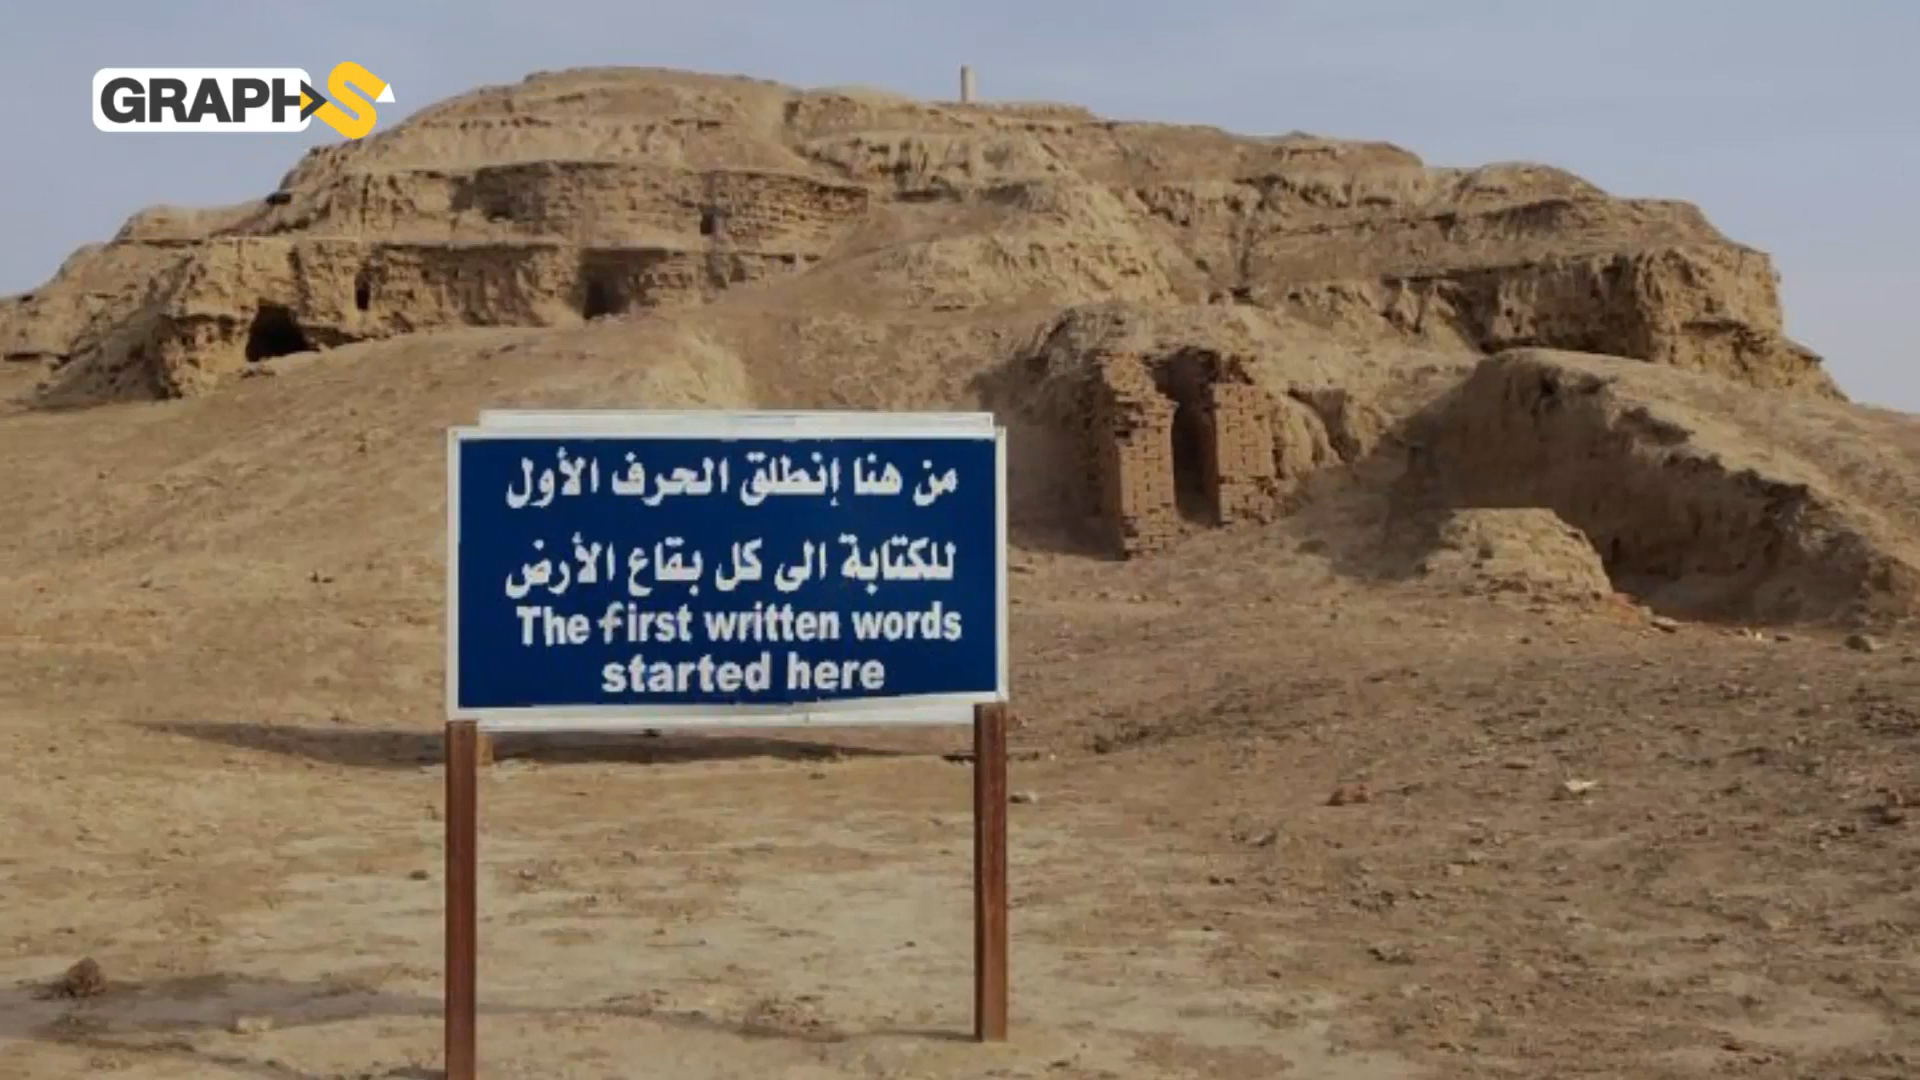 GRAPHS
من هنا إنطلق الحرف الأول
للكتابة الى كل بقاع الأرض
The first written words
started here